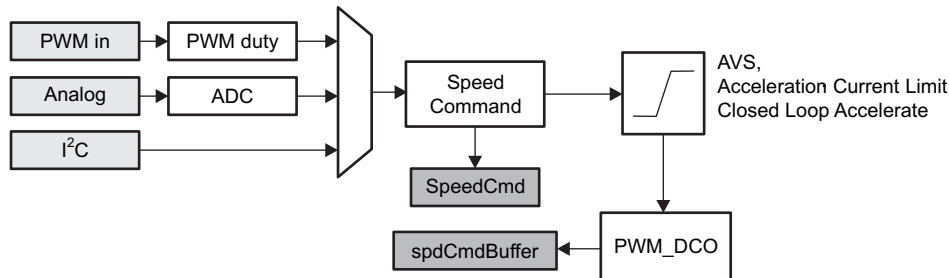 PWM in
PWM duty
Analog
ADC
I²C
Speed
Command
SpeedCmd
AVS,
Acceleration Current Limit
Closed Loop Accelerate
spdCmdBuffer
PWM_DCO